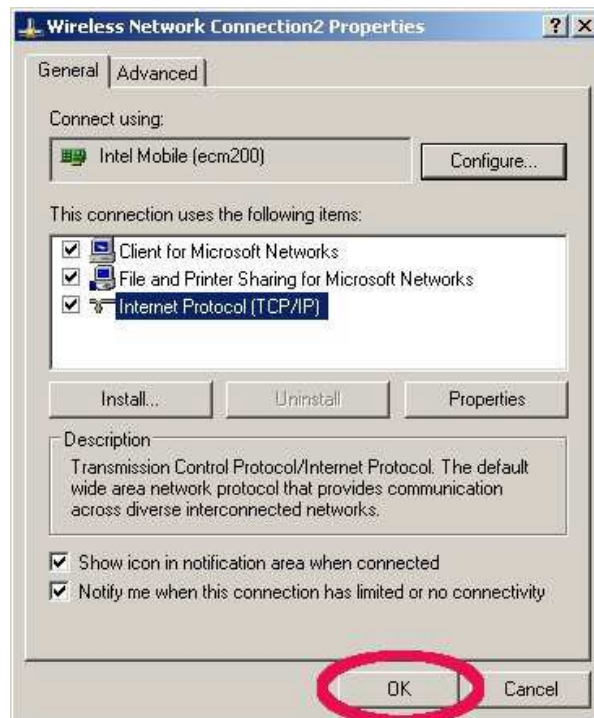 Wireless Network Connection2 Properties
General Advanced
Connect using:
Intel Mobile (ecm200)
Configure...
This connection uses the following items:
Client for Microsoft Networks
File and Printer Sharing for Microsoft Networks
Internet Protocol (TCP/IP)
Install... Uninstall Properties
Description
Transmission Control Protocol/Internet Protocol. The default
wide area network protocol that provides communication
across diverse interconnected networks.
Show icon in notification area when connected
Notify me when this connection has limited or no connectivity
OK Cancel